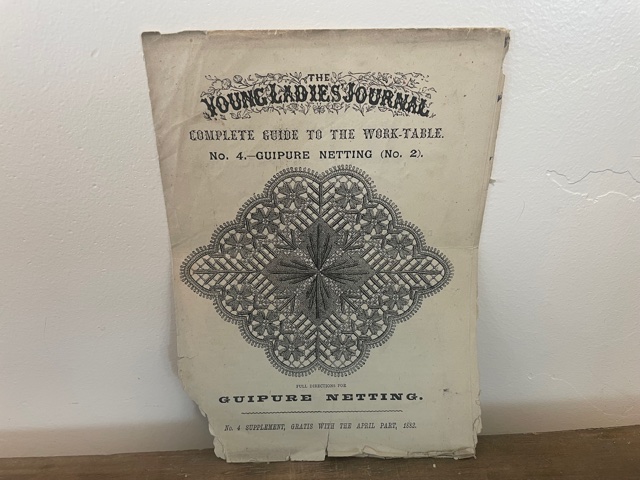 THE
YOUNG LADIES JOURNAL
COMPLETE GUIDE TO THE WORK-TABLE.
No. 4.—GUIPURE NETTING (No. 2).
FULL DIRECTIONS FOR
GUIPURE NETTING.
No. 4 SUPPLEMENT, GRATIS WITH THE APRIL PART, 1883.